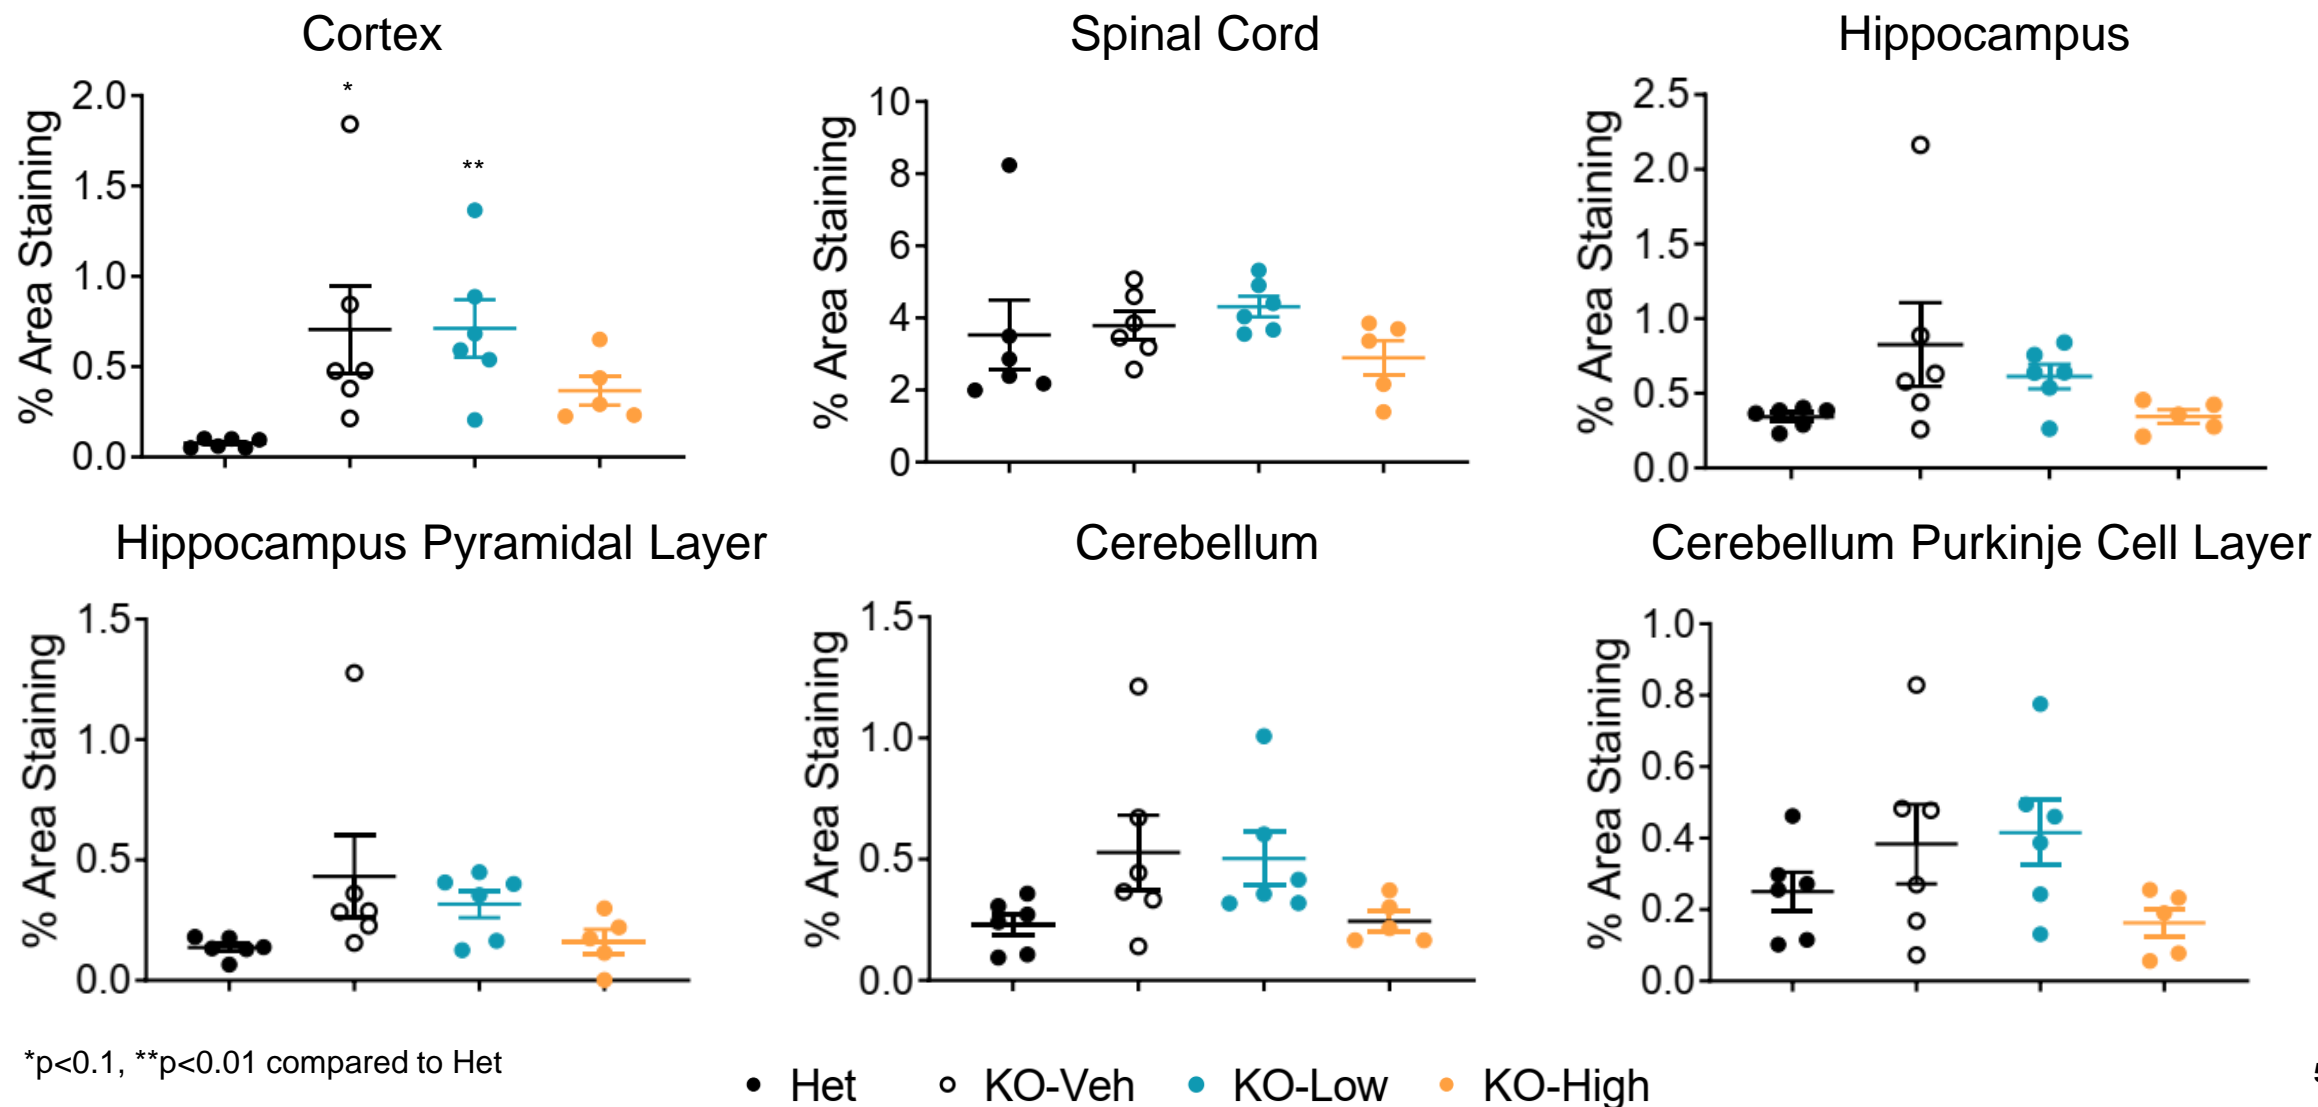 Cortex
Spinal Cord
Hippocampus
*
**
% Area Staining
2.0
1.5
1.0
0.5
0.0
% Area Staining
10
8
6
4
2
0
% Area Staining
2.5
2.0
1.5
1.0
0.5
0.0
Hippocampus Pyramidal Layer
Cerebellum
Cerebellum Purkinje Cell Layer
% Area Staining
1.5
1.0
0.5
0.0
% Area Staining
1.5
1.0
0.5
0.0
% Area Staining
1.0
0.8
0.6
0.4
0.2
0.0
*p<0.1, **p<0.01 compared to Het
Het KO-Veh KO-Low KO-High